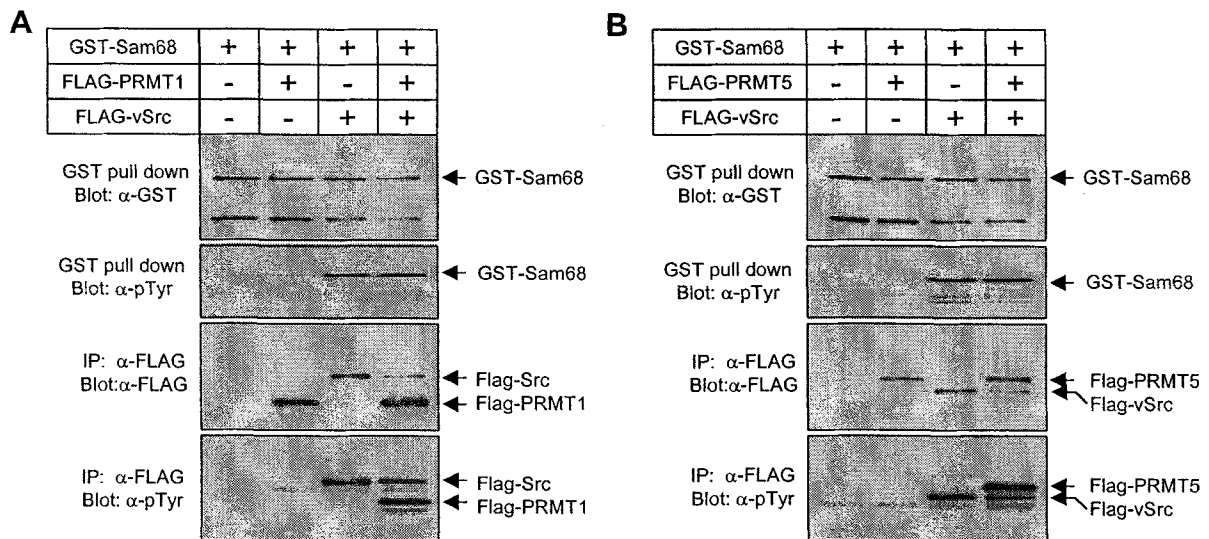 A
GST-Sam68 + + + +
FLAG-PRMT1 - + - +
FLAG-vSrc - - + +
GST pull down
Blot: α-GST
GST-Sam68
GST pull down
Blot: α-pTyr
GST-Sam68
IP: α-FLAG
Blot:α-FLAG
Flag-Src
Flag-PRMT1
IP: α-FLAG
Blot: α-pTyr
Flag-Src
Flag-PRMT1
B
GST-Sam68 + + + +
FLAG-PRMT5 - + - +
FLAG-vSrc - - + +
GST pull down
Blot: α-GST
GST-Sam68
GST pull down
Blot: α-pTyr
GST-Sam68
IP: α-FLAG
Blot:α-FLAG
Flag-PRMT5
Flag-vSrc
IP: α-FLAG
Blot: α-pTyr
Flag-PRMT5
Flag-vSrc